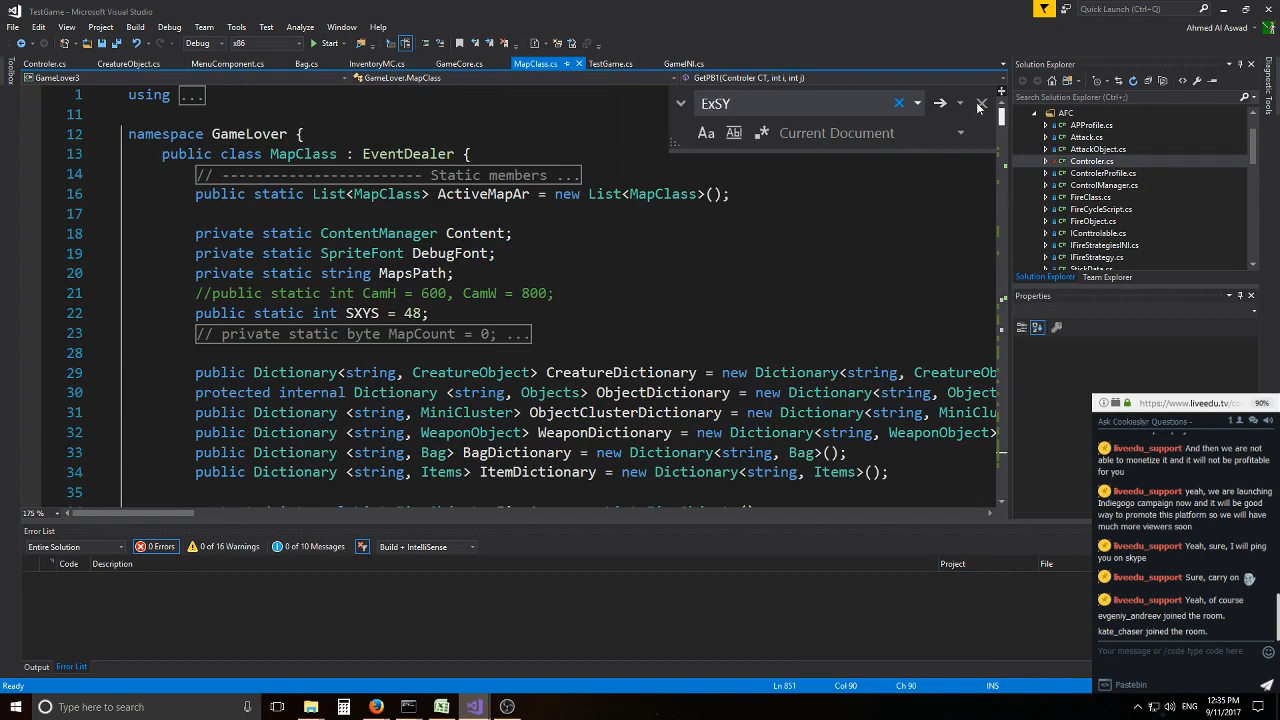 TestGame - Microsoft Visual Studio
Quick Launch (Ctrl+Q)
File Edit View Project Build Debug Team Tools Test Analyze Window Help
Ahmed Al Aswad
Debug x86 Start
Controler.cs CreatureObject.cs MenuComponent.cs Bag.cs InventoryMC.cs GameCore.cs MapClass.cs TestGame.cs GameINI.cs
GameLover3 GameLover.MapClass GetPB1(Controler CT, int i, int j)
Toolbox
1 using ...
11
12 namespace GameLover {
13 public class MapClass : EventDealer {
14 // ----------------------- Static members ...
16 public static List<MapClass> ActiveMapAr = new List<MapClass>();
17
18 private static ContentManager Content;
19 private static SpriteFont DebugFont;
20 private static string MapsPath;
21 //public static int CamH = 600, CamW = 800;
22 public static int SXYS = 48;
23 // private static byte MapCount = 0; ...
28
29 public Dictionary<string, CreatureObject> CreatureDictionary = new Dictionary<string, CreatureOb
30 protected internal Dictionary <string, Objects> ObjectDictionary = new Dictionary<string, Object
31 public Dictionary <string, MiniCluster> ObjectClusterDictionary = new Dictionary<string, MiniClu
32 public Dictionary <string, WeaponObject> WeaponDictionary = new Dictionary<string, WeaponObject>
33 public Dictionary <string, Bag> BagDictionary = new Dictionary<string, Bag>();
34 public Dictionary <string, Items> ItemDictionary = new Dictionary<string, Items>();
35
ExSY
Aa Ab Current Document
175 %
Solution Explorer
Search Solution Explorer (Ctrl+;)
AFC
APProfile.cs
Attack.cs
AttackObject.cs
Controler.cs
ControlerProfile.cs
ControlManager.cs
FireClass.cs
FireCycleScript.cs
FireObject.cs
IConttrolable.cs
IFireStrategiesINI.cs
IFireStrategy.cs
StickData.cs
Solution Explorer Team Explorer
Properties
Diagnostic Tools
Error List
Entire Solution 0 Errors 0 of 16 Warnings 0 of 10 Messages Build + IntelliSense
Code Description Project File
Output Error List
Ready Ln 851 Col 90 Ch 90 INS
https://www.liveedu.tv/co 90%
Ask Cookiesliyr Questions - 1
liveedu_support And then we are not
able to monetize it and it will not be profitable
for you
liveedu_support yeah, we are launching
Indiegogo campaign now and it will be good
way to promote this platform so we will have
much more viewers soon
liveedu_support Yeah, sure, I will ping
you on skype
liveedu_support Sure, carry on
liveedu_support Yeah, of course
evgeniy_andreev joined the room.
kate_chaser joined the room.
Your message or /code type code here
Pastebin
Type here to search
12:35 PM
9/11/2017